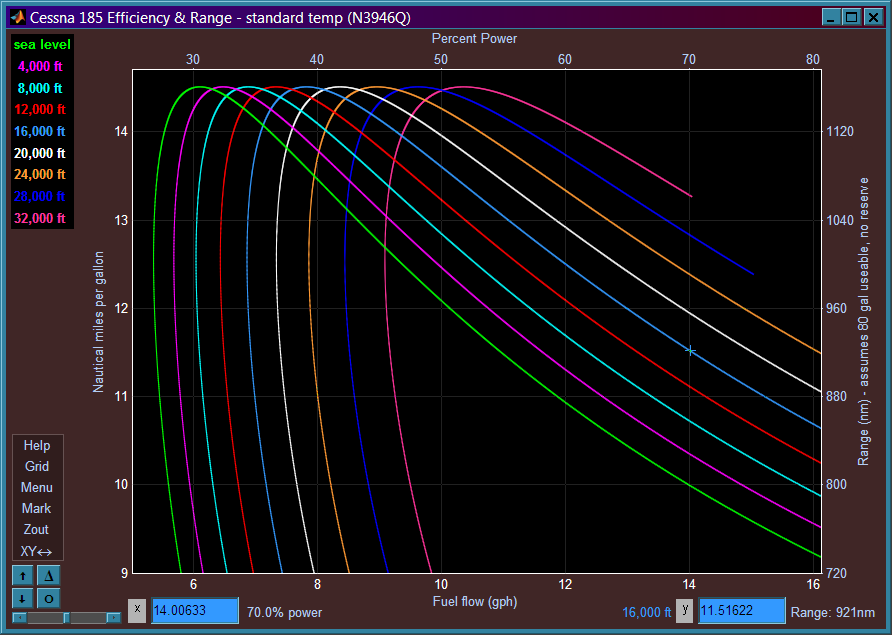 Cessna 185 Efficiency & Range - standard temp (N3946Q)
Percent Power
30 40 50 60 70 80
sea level
4,000 ft
8,000 ft
12,000 ft
16,000 ft
20,000 ft
24,000 ft
28,000 ft
32,000 ft
Nautical miles per gallon
14
13
12
11
10
9
1120
1040
960
880
800
720
Range (nm) - assumes 80 gal useable, no reserve
Help
Grid
Menu
Mark
Zout
XY↔
↑ Δ
↓ O
6 8 10 12 14 16
Fuel flow (gph)
x 14.00633 70.0% power 16,000 ft y 11.51622 Range: 921nm